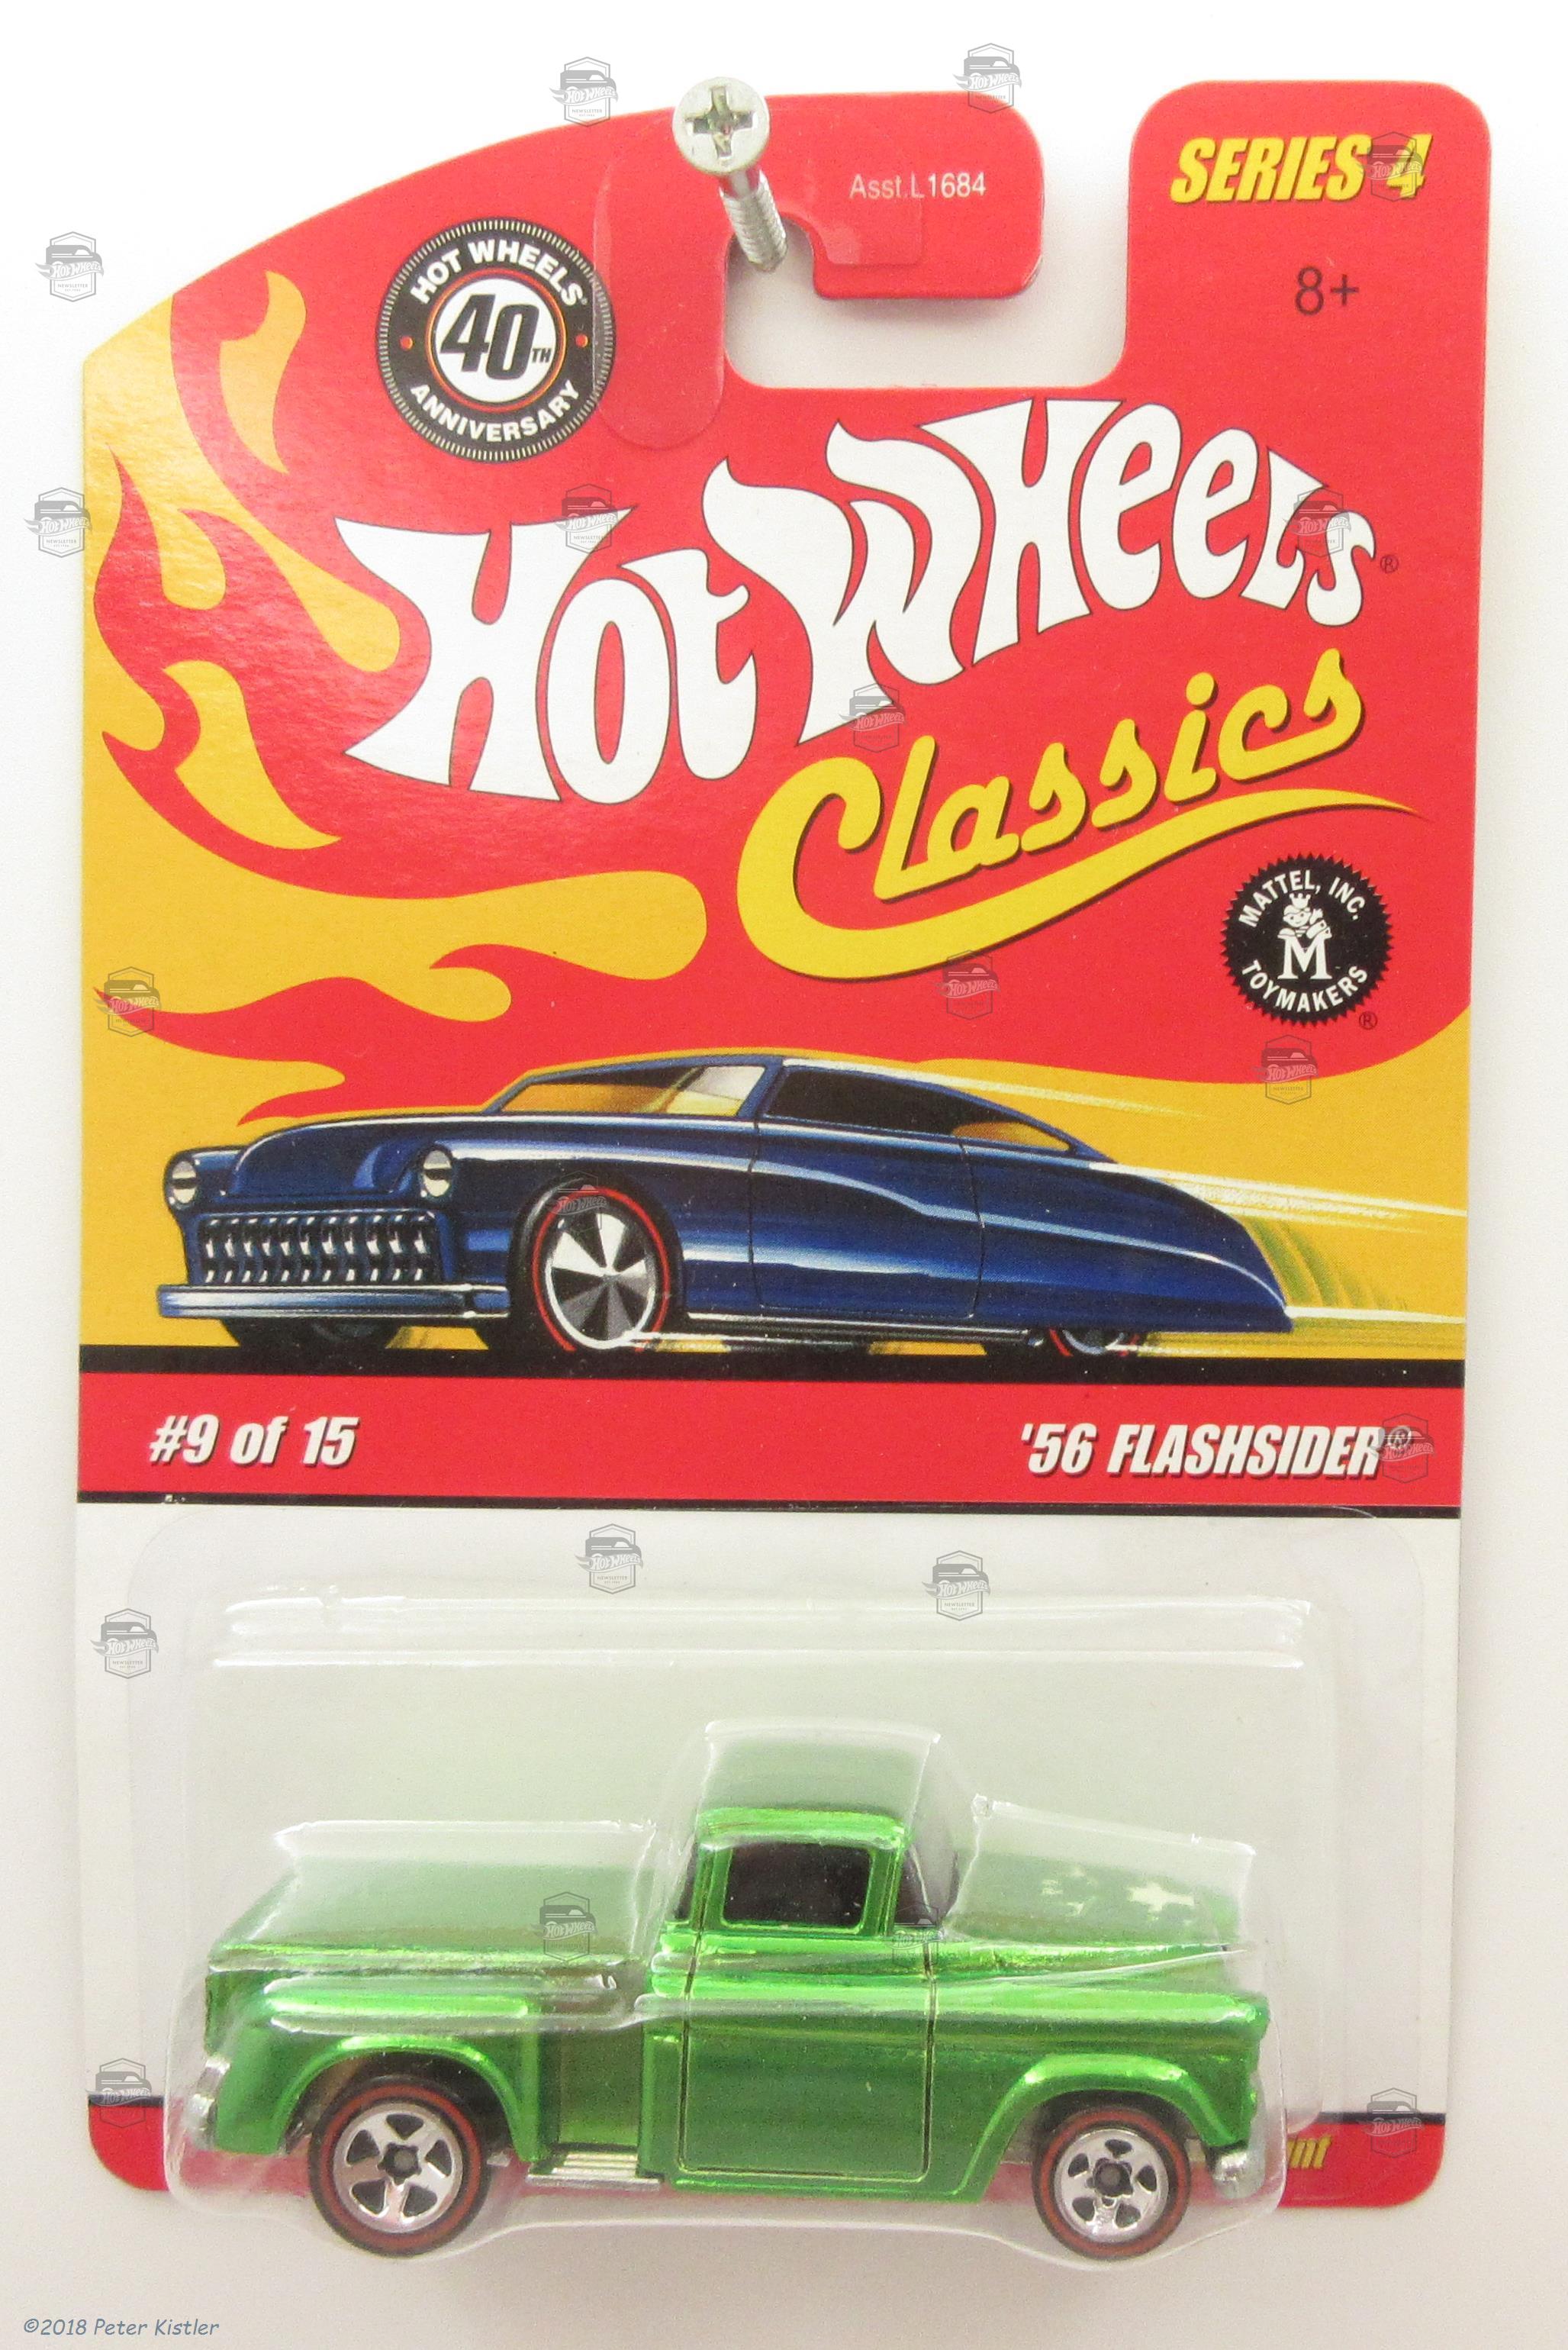 SERIES 4
Asst.L1684
8+
HOT WHEELS®
40TH
ANNIVERSARY
Hot Wheels®
Classics
MATTEL, INC.
M
TOYMAKERS
®
#9 of 15
'56 FLASHSIDER®
©2018 Peter Kistler